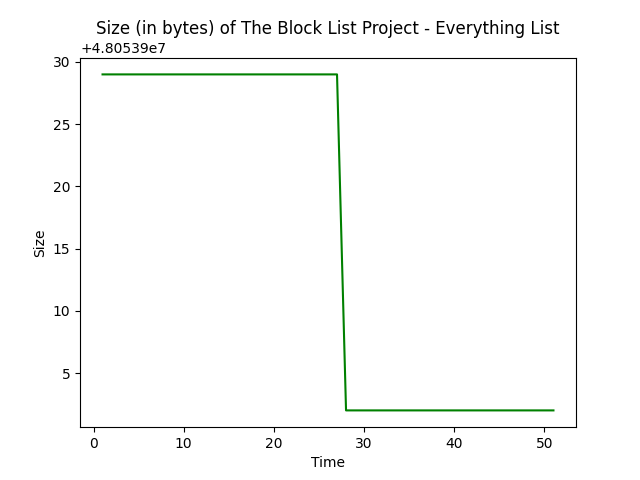 Size (in bytes) of The Block List Project - Everything List
+4.80539e7
30
25
20
15
10
5
Size
0 10 20 30 40 50
Time